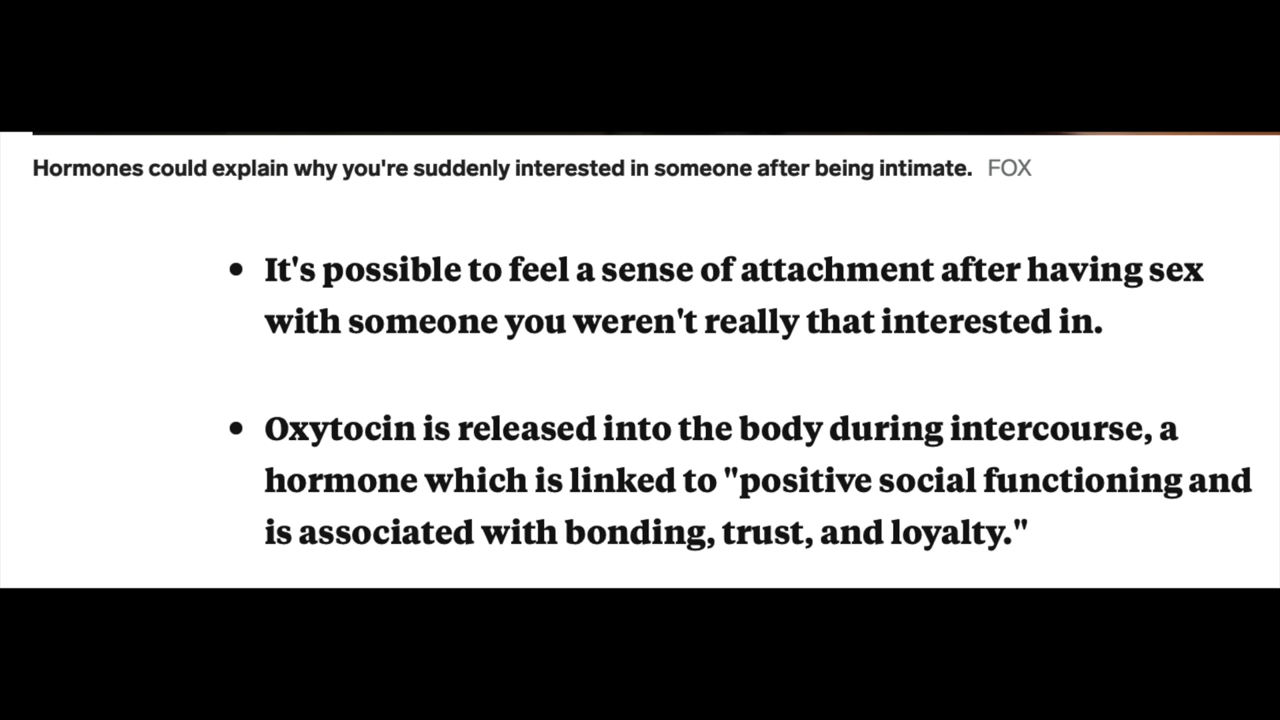 Hormones could explain why you're suddenly interested in someone after being intimate. FOX
• It's possible to feel a sense of attachment after having sex
with someone you weren't really that interested in.
• Oxytocin is released into the body during intercourse, a
hormone which is linked to "positive social functioning and
is associated with bonding, trust, and loyalty."